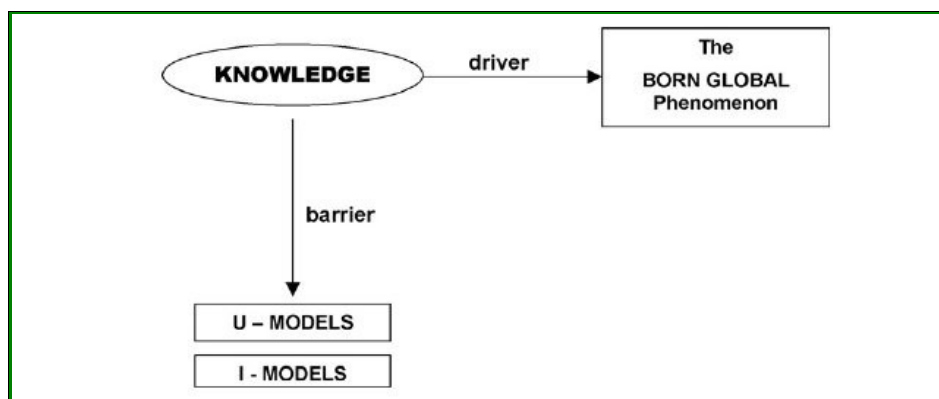 KNOWLEDGE
driver
The
BORN GLOBAL
Phenomenon
barrier
U – MODELS
I - MODELS